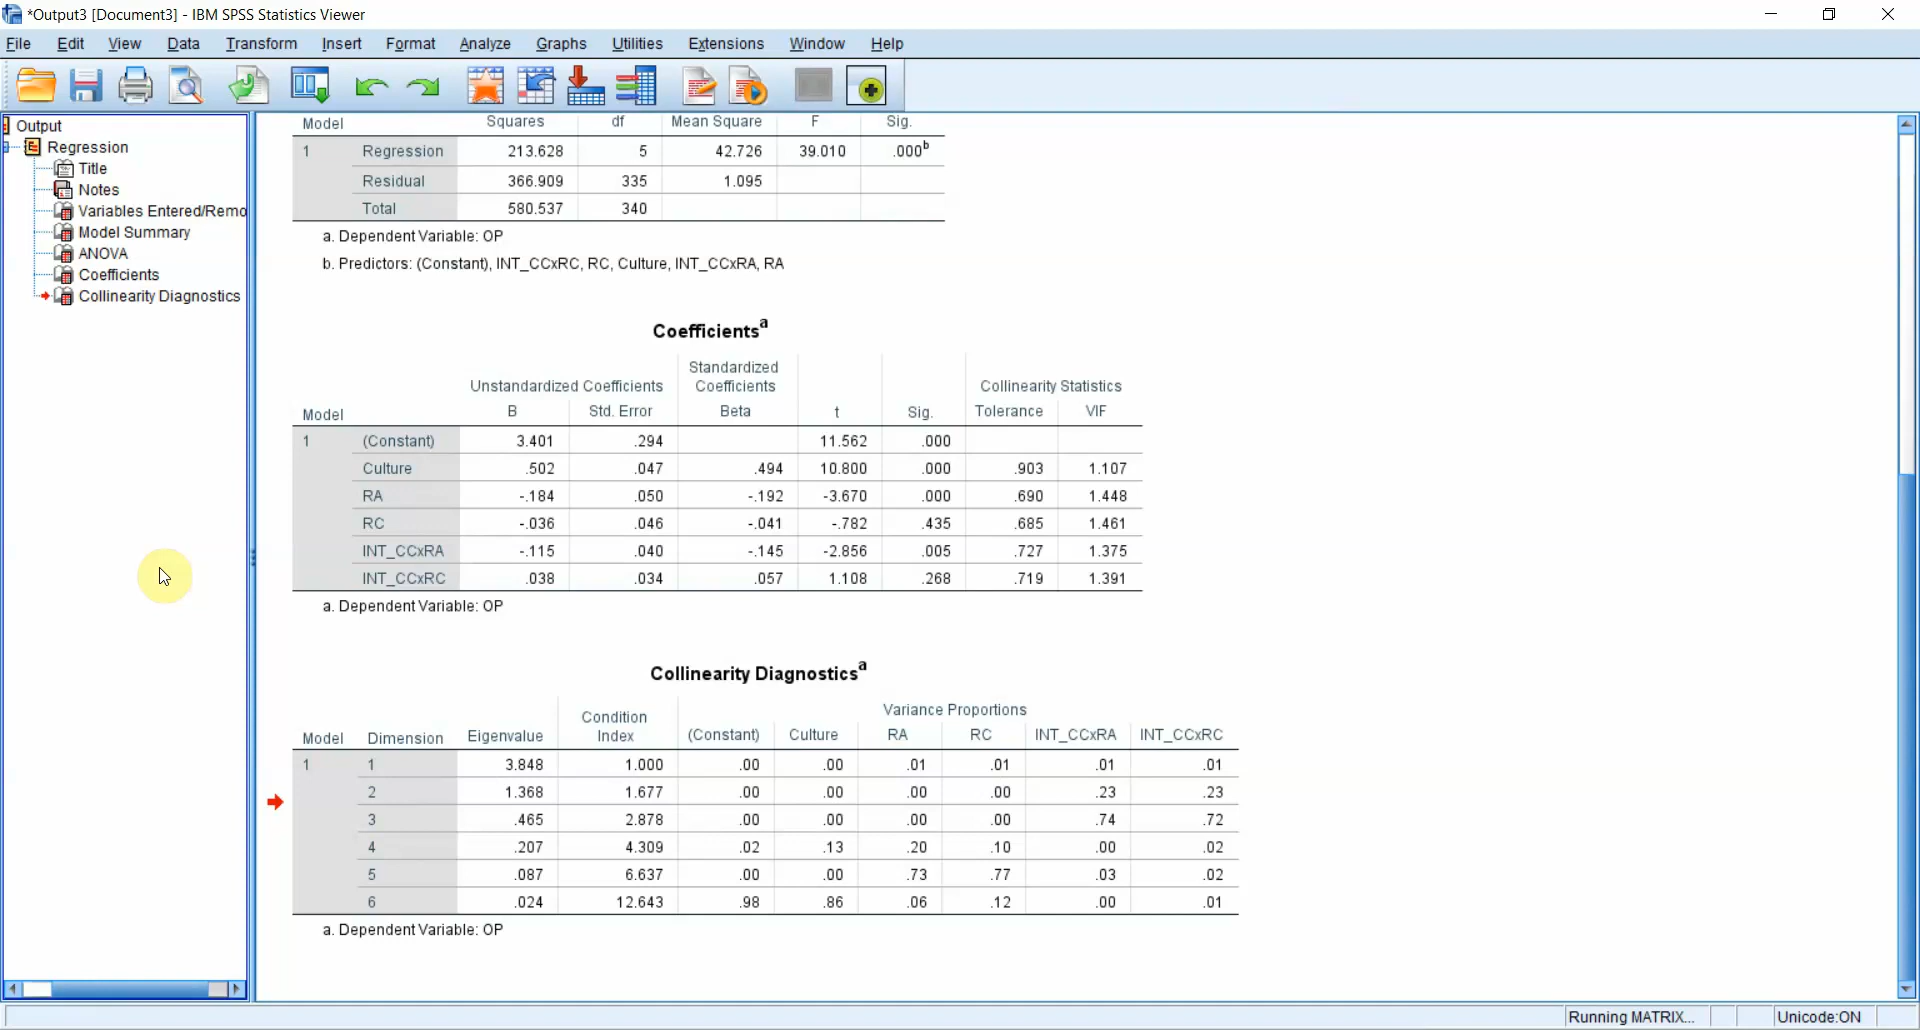 *Output3 [Document3] - IBM SPSS Statistics Viewer
File Edit View Data Transform Insert Format Analyze Graphs Utilities Extensions Window Help
Output
Regression
Title
Notes
Variables Entered/Remo
Model Summary
ANOVA
Coefficients
Collinearity Diagnostics
Model Squares df Mean Square F Sig.
1 Regression 213.628 5 42.726 39.010 .000b
Residual 366.909 335 1.095
Total 580.537 340
a. Dependent Variable: OP
b. Predictors: (Constant), INT_CCxRC, RC, Culture, INT_CCxRA, RA
Coefficientsa
Standardized
Unstandardized Coefficients Coefficients Collinearity Statistics
Model B Std. Error Beta t Sig. Tolerance VIF
1 (Constant) 3.401 .294 11.562 .000
Culture .502 .047 .494 10.800 .000 .903 1.107
RA -.184 .050 -.192 -3.670 .000 .690 1.448
RC -.036 .046 -.041 -.782 .435 .685 1.461
INT_CCxRA -.115 .040 -.145 -2.856 .005 .727 1.375
INT_CCxRC .038 .034 .057 1.108 .268 .719 1.391
a. Dependent Variable: OP
Collinearity Diagnosticsa
Condition Variance Proportions
Model Dimension Eigenvalue Index (Constant) Culture RA RC INT_CCxRA INT_CCxRC
1 1 3.848 1.000 .00 .00 .01 .01 .01 .01
2 1.368 1.677 .00 .00 .00 .00 .23 .23
3 .465 2.878 .00 .00 .00 .00 .74 .72
4 .207 4.309 .02 .13 .20 .10 .00 .02
5 .087 6.637 .00 .00 .73 .77 .03 .02
6 .024 12.643 .98 .86 .06 .12 .00 .01
a. Dependent Variable: OP
Running MATRIX... Unicode:ON